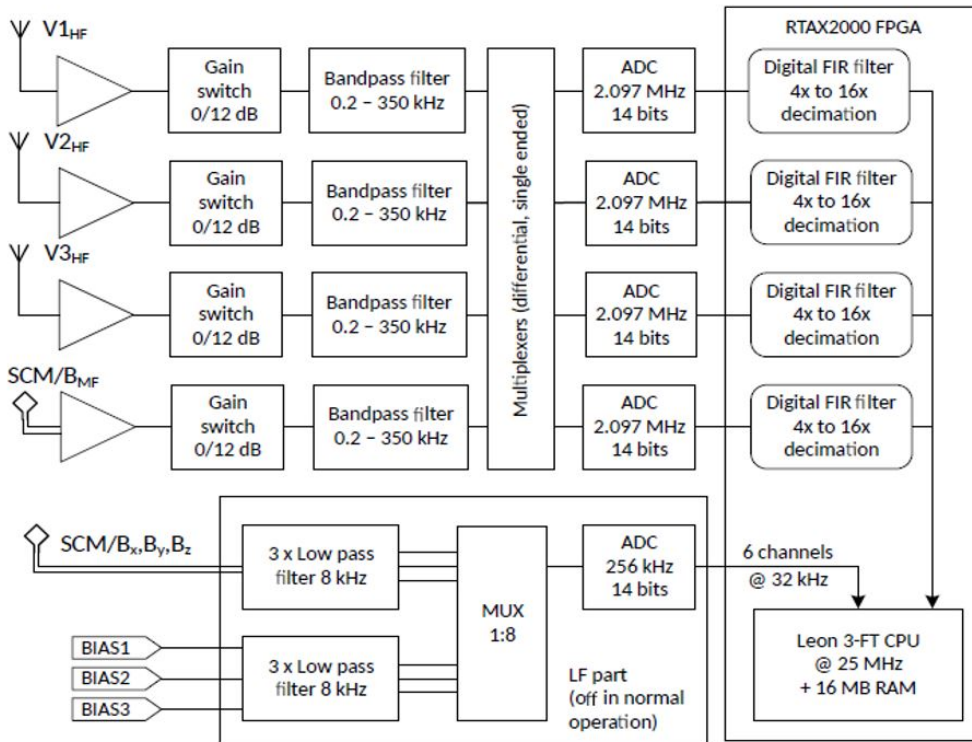 V1HF
Gain
switch
0/12 dB
Bandpass filter
0.2 – 350 kHz
ADC
2.097 MHz
14 bits
RTAX2000 FPGA
Digital FIR filter
4x to 16x
decimation
V2HF
Gain
switch
0/12 dB
Bandpass filter
0.2 – 350 kHz
ADC
2.097 MHz
14 bits
Digital FIR filter
4x to 16x
decimation
V3HF
Gain
switch
0/12 dB
Bandpass filter
0.2 – 350 kHz
ADC
2.097 MHz
14 bits
Digital FIR filter
4x to 16x
decimation
SCM/BMF
Gain
switch
0/12 dB
Bandpass filter
0.2 – 350 kHz
Multiplexers (differential, single ended)
ADC
2.097 MHz
14 bits
Digital FIR filter
4x to 16x
decimation
SCM/Bx,By,Bz
3 x Low pass
filter 8 kHz
MUX
1:8
ADC
256 kHz
14 bits
6 channels
@ 32 kHz
BIAS1
BIAS2
BIAS3
3 x Low pass
filter 8 kHz
LF part
(off in normal
operation)
Leon 3-FT CPU
@ 25 MHz
+ 16 MB RAM